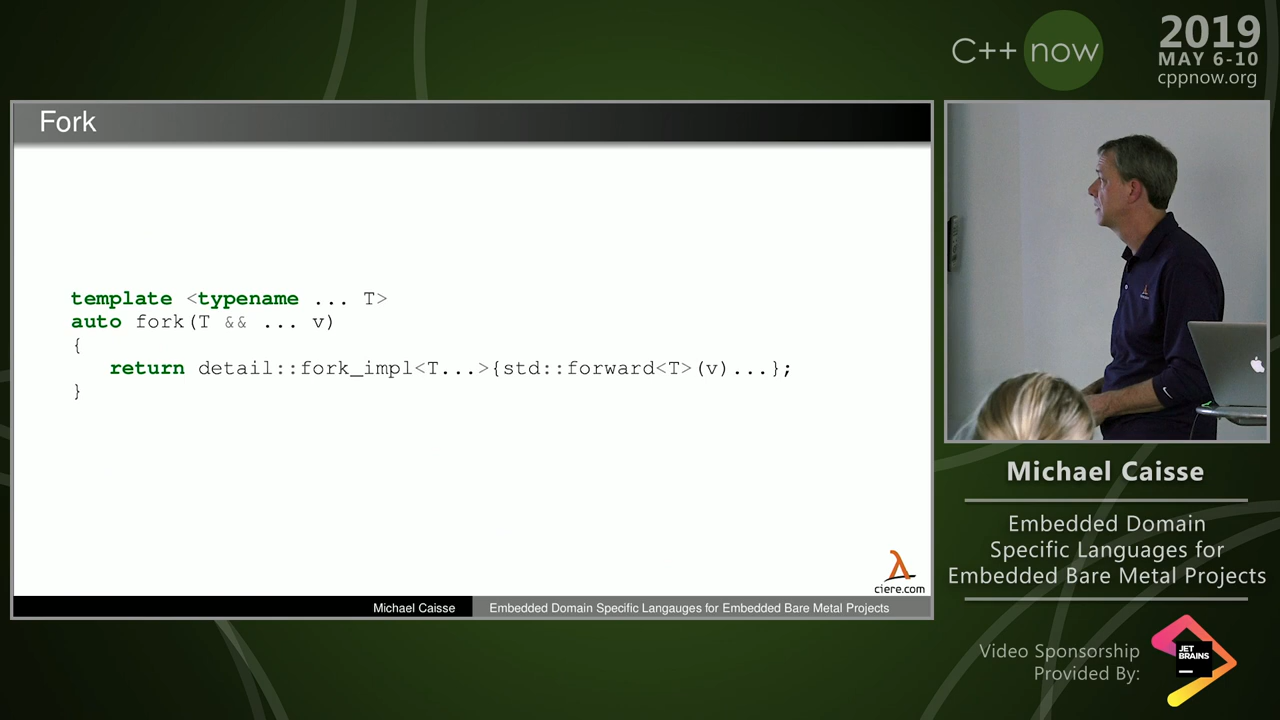 C++ now
2019
MAY 6-10
cppnow.org
Fork
template <typename ... T>
auto fork(T && ... v)
{
return detail::fork_impl<T...>{std::forward<T>(v)...};
}
ciere.com
Michael Caisse
Embedded Domain Specific Langauges for Embedded Bare Metal Projects
Michael Caisse
Embedded Domain
Specific Languages for
Embedded Bare Metal Projects
Video Sponsorship
Provided By:
JET
BRAINS